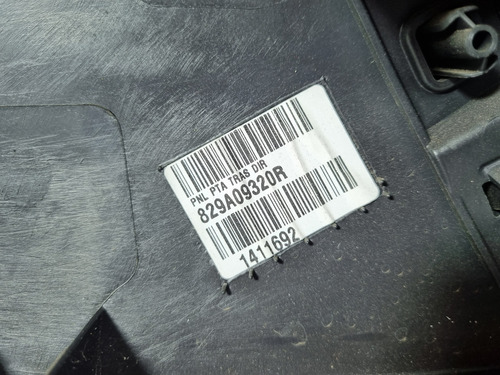 PNL PTA TRAS DIR
829A09320R
1411692